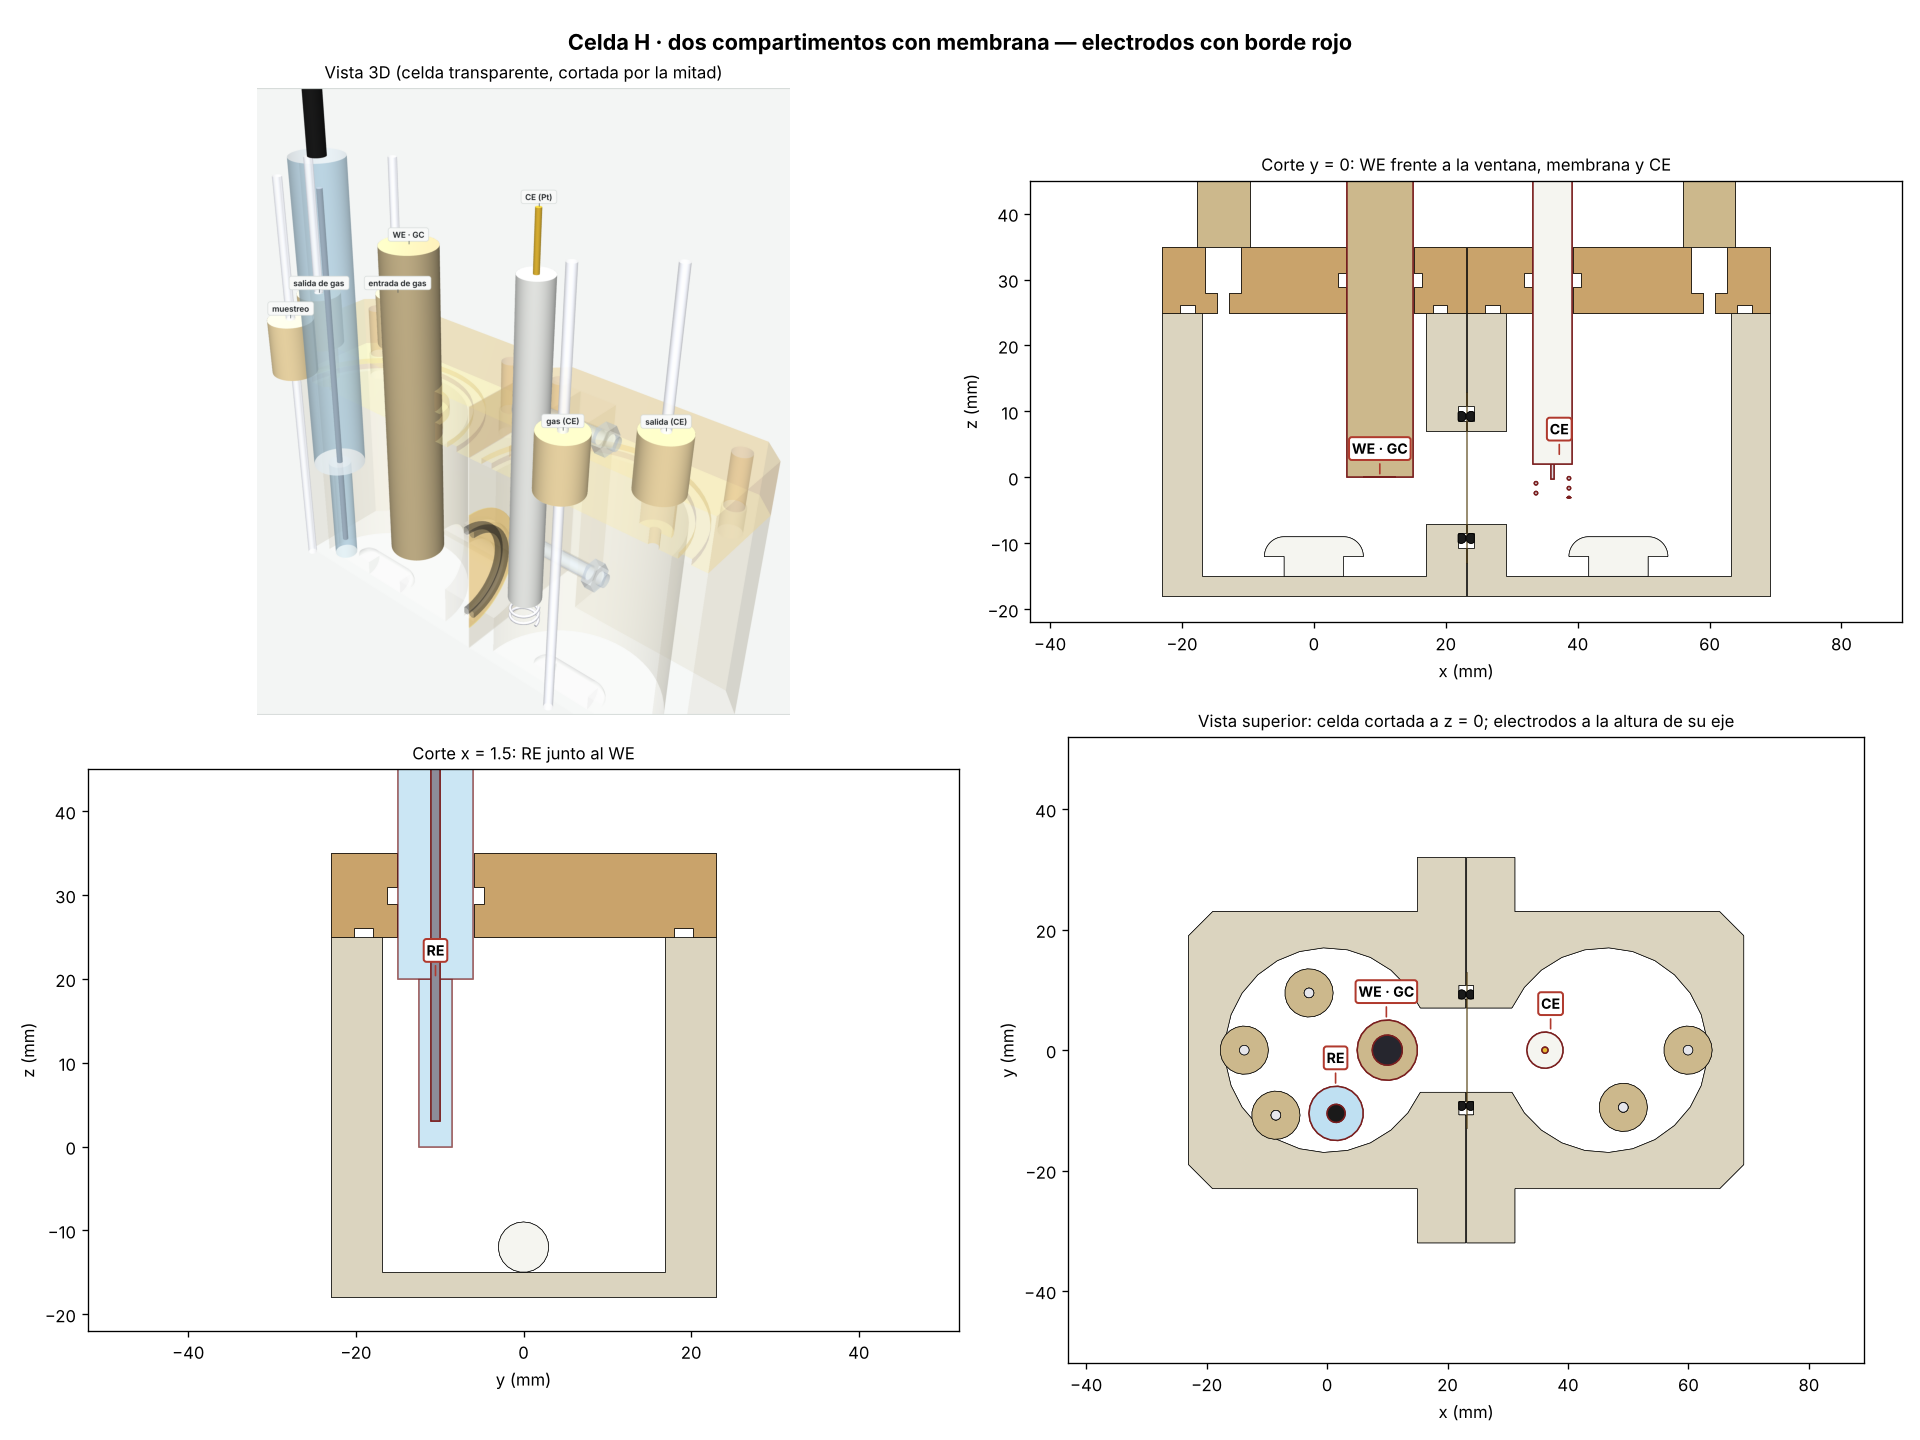 Celda H · dos compartimentos con membrana — electrodos con borde rojo
Vista 3D (celda transparente, cortada por la mitad)
CE (Pt)
WE · GC
salida de gas
entrada de gas
muestreo
gas (CE)
salida (CE)
Corte y = 0: WE frente a la ventana, membrana y CE
z (mm)
40
30
20
10
0
−10
−20
WE · GC
CE
−40
−20
0
20
40
60
80
x (mm)
Corte x = 1.5: RE junto al WE
z (mm)
40
30
20
10
0
−10
−20
RE
−40
−20
0
20
40
y (mm)
Vista superior: celda cortada a z = 0; electrodos a la altura de su eje
y (mm)
40
20
0
−20
−40
WE · GC
CE
RE
−40
−20
0
20
40
60
80
x (mm)